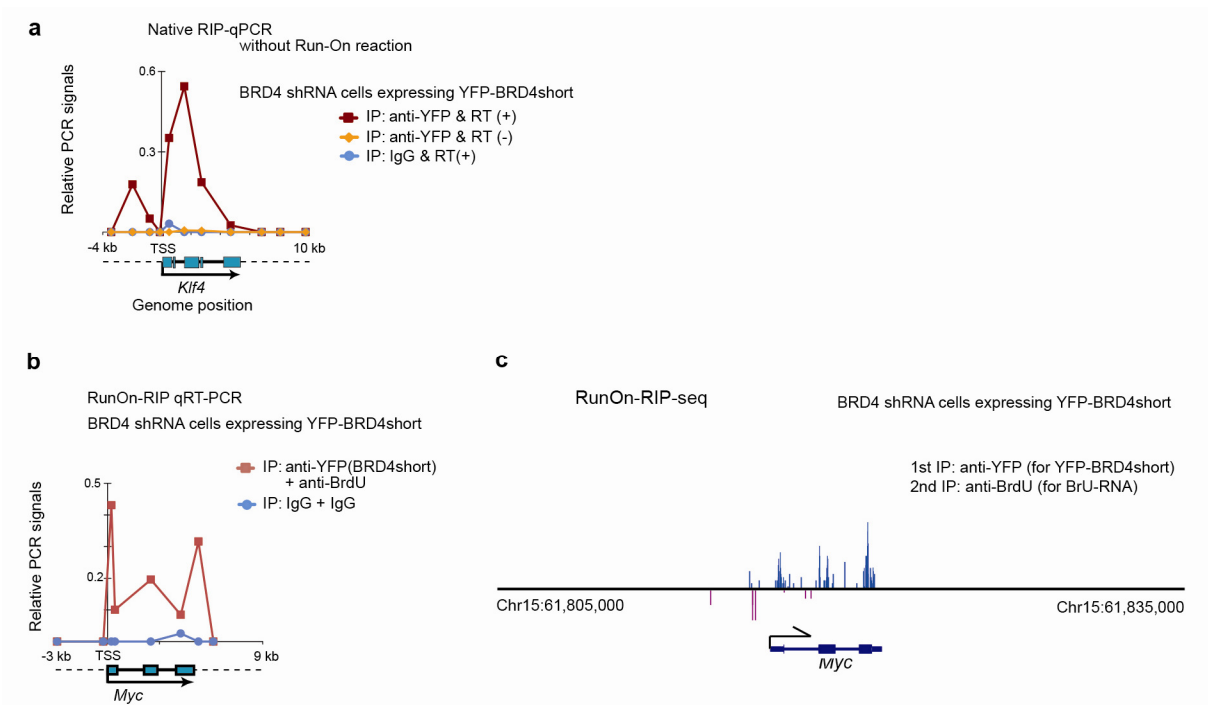 a
Native RIP-qPCR
without Run-On reaction
0.6
BRD4 shRNA cells expressing YFP-BRD4short
IP: anti-YFP & RT (+)
IP: anti-YFP & RT (-)
IP: IgG & RT(+)
0.3
Relative PCR signals
-4 kb
TSS
10 kb
Klf4
Genome position
b
RunOn-RIP qRT-PCR
BRD4 shRNA cells expressing YFP-BRD4short
IP: anti-YFP(BRD4short)
+ anti-BrdU
IP: IgG + IgG
0.5
0.2
Relative PCR signals
-3 kb
TSS
9 kb
Myc
c
RunOn-RIP-seq
BRD4 shRNA cells expressing YFP-BRD4short
1st IP: anti-YFP (for YFP-BRD4short)
2nd IP: anti-BrdU (for BrU-RNA)
Chr15:61,805,000
Chr15:61,835,000
Myc